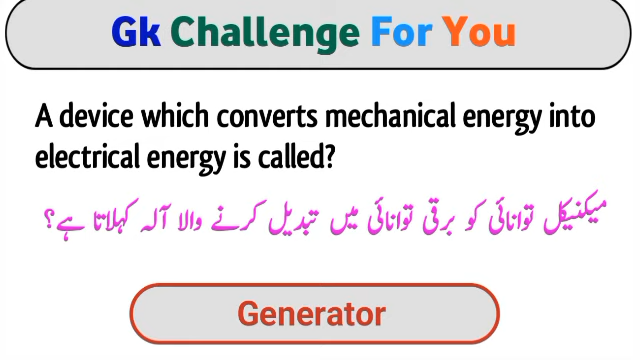 Gk Challenge For You
A device which converts mechanical energy into
electrical energy is called?
میکنیکل توانائی کو برقی توانائی میں تبدیل کرنے والا آلہ کہلاتا ہے؟
Generator